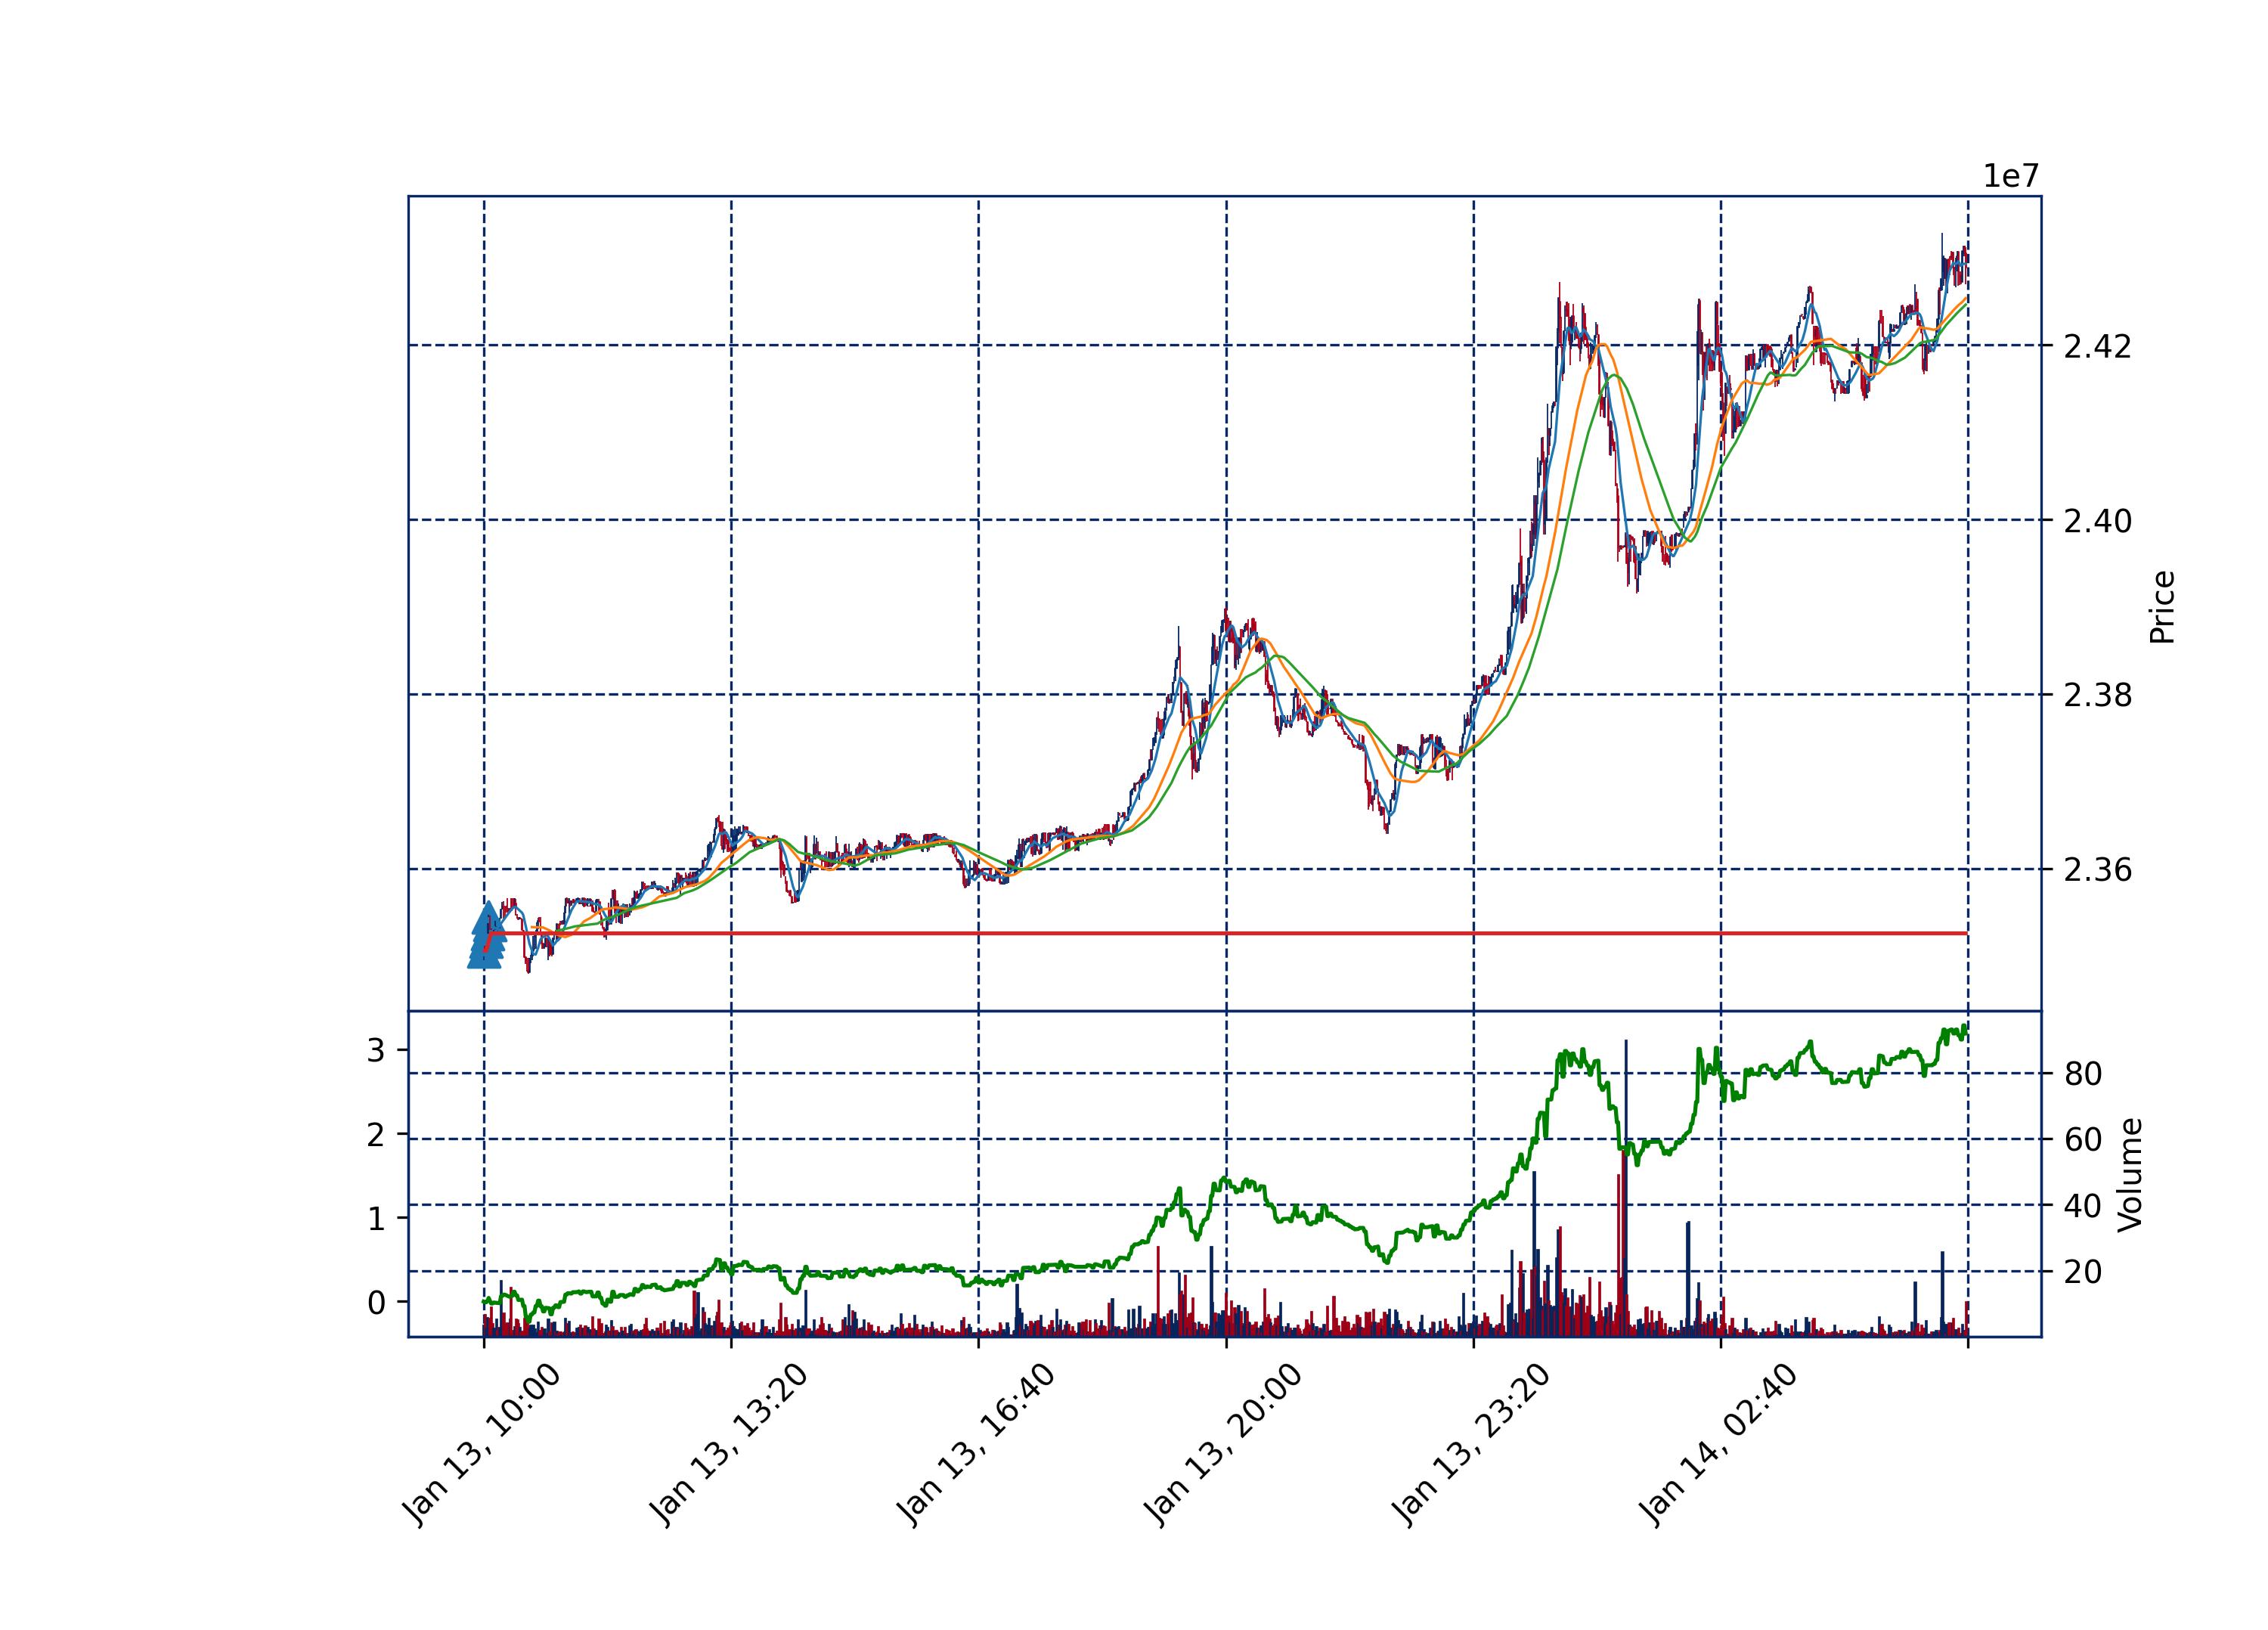 1e7
2.42
2.40
2.38
2.36
Price
3
2
1
0
80
60
40
20
Volume
Jan 13, 10:00
Jan 13, 13:20
Jan 13, 16:40
Jan 13, 20:00
Jan 13, 23:20
Jan 14, 02:40